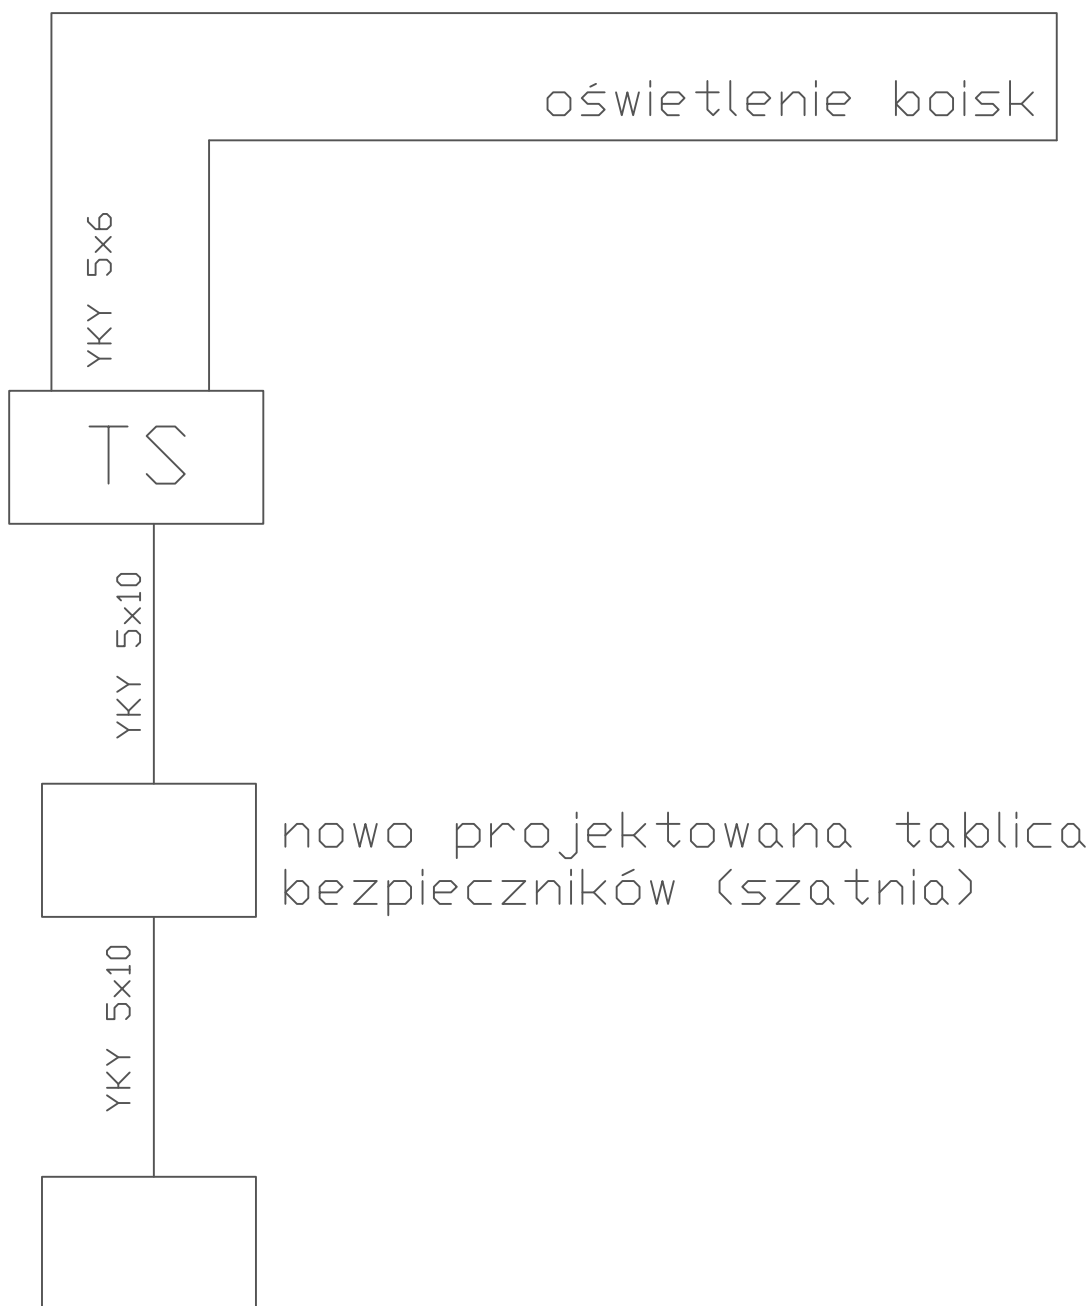 oświetlenie boisk
YKY 5x6
TS
YKY 5x10
nowo projektowana tablica
bezpieczników (szatnia)
YKY 5x10